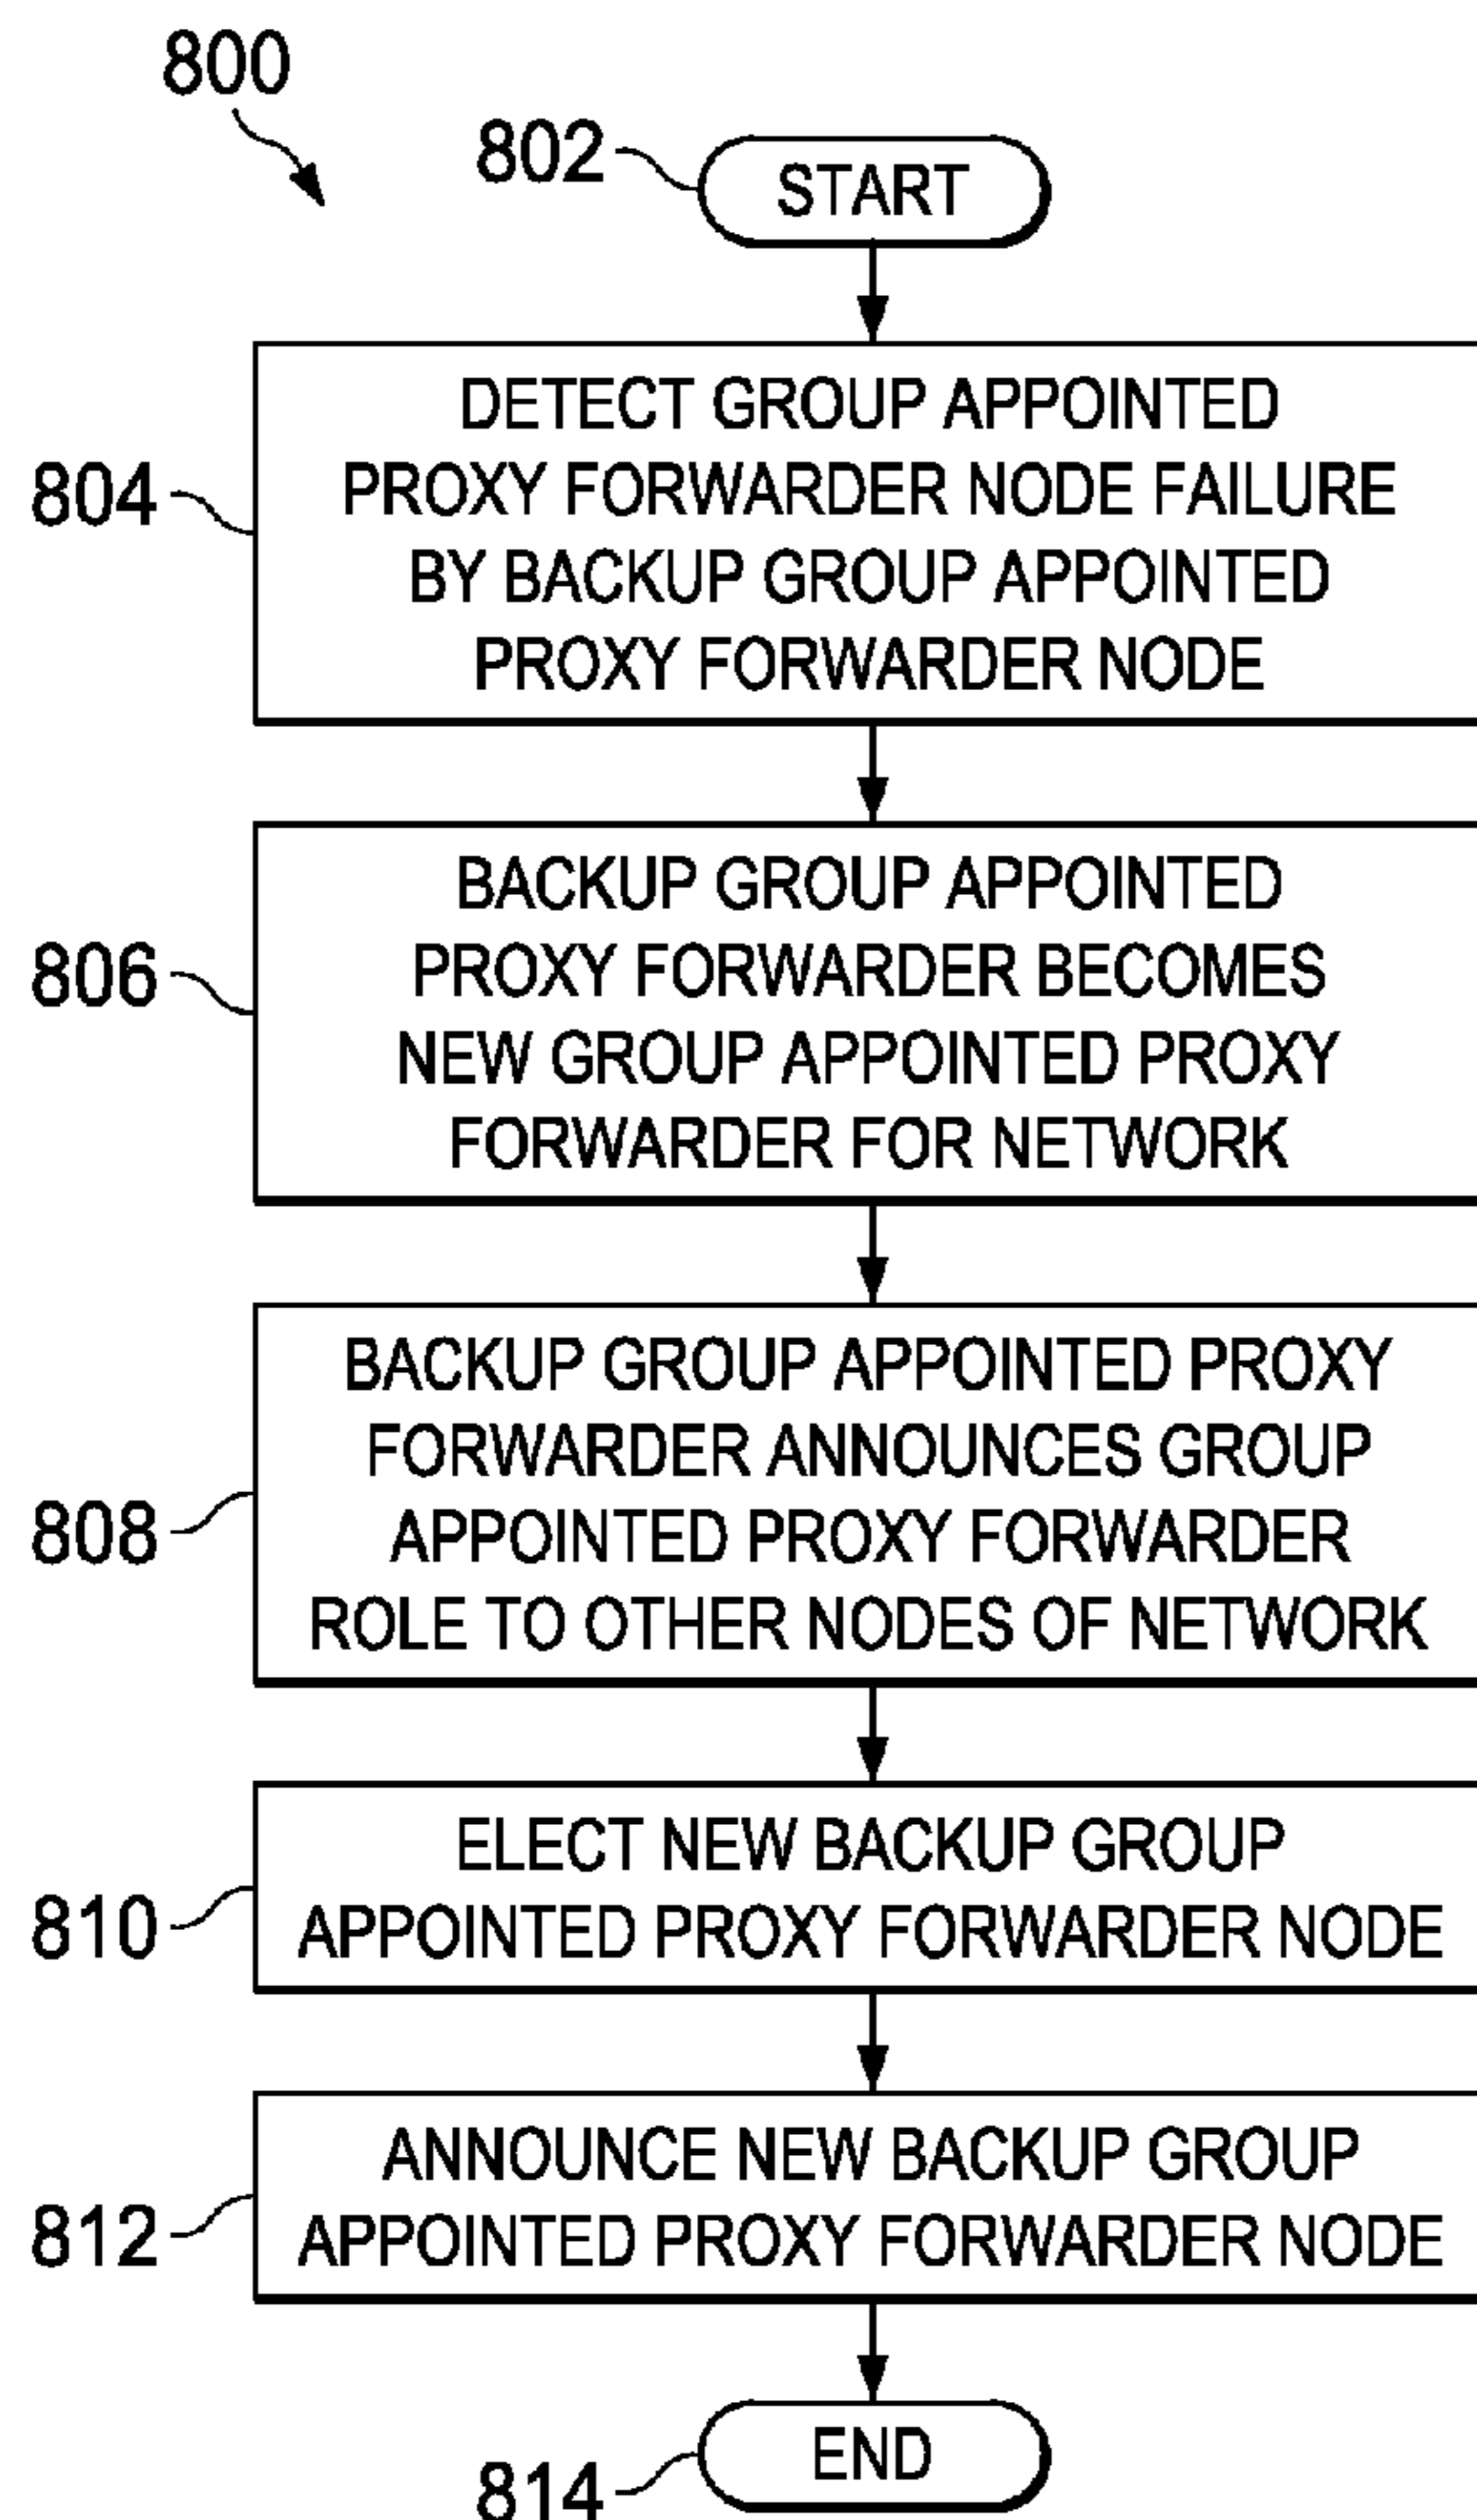 800
802
START
804
DETECT GROUP APPOINTED
PROXY FORWARDER NODE FAILURE
BY BACKUP GROUP APPOINTED
PROXY FORWARDER NODE
806
BACKUP GROUP APPOINTED
PROXY FORWARDER BECOMES
NEW GROUP APPOINTED PROXY
FORWARDER FOR NETWORK
808
BACKUP GROUP APPOINTED PROXY
FORWARDER ANNOUNCES GROUP
APPOINTED PROXY FORWARDER
ROLE TO OTHER NODES OF NETWORK
810
ELECT NEW BACKUP GROUP
APPOINTED PROXY FORWARDER NODE
812
ANNOUNCE NEW BACKUP GROUP
APPOINTED PROXY FORWARDER NODE
814
END